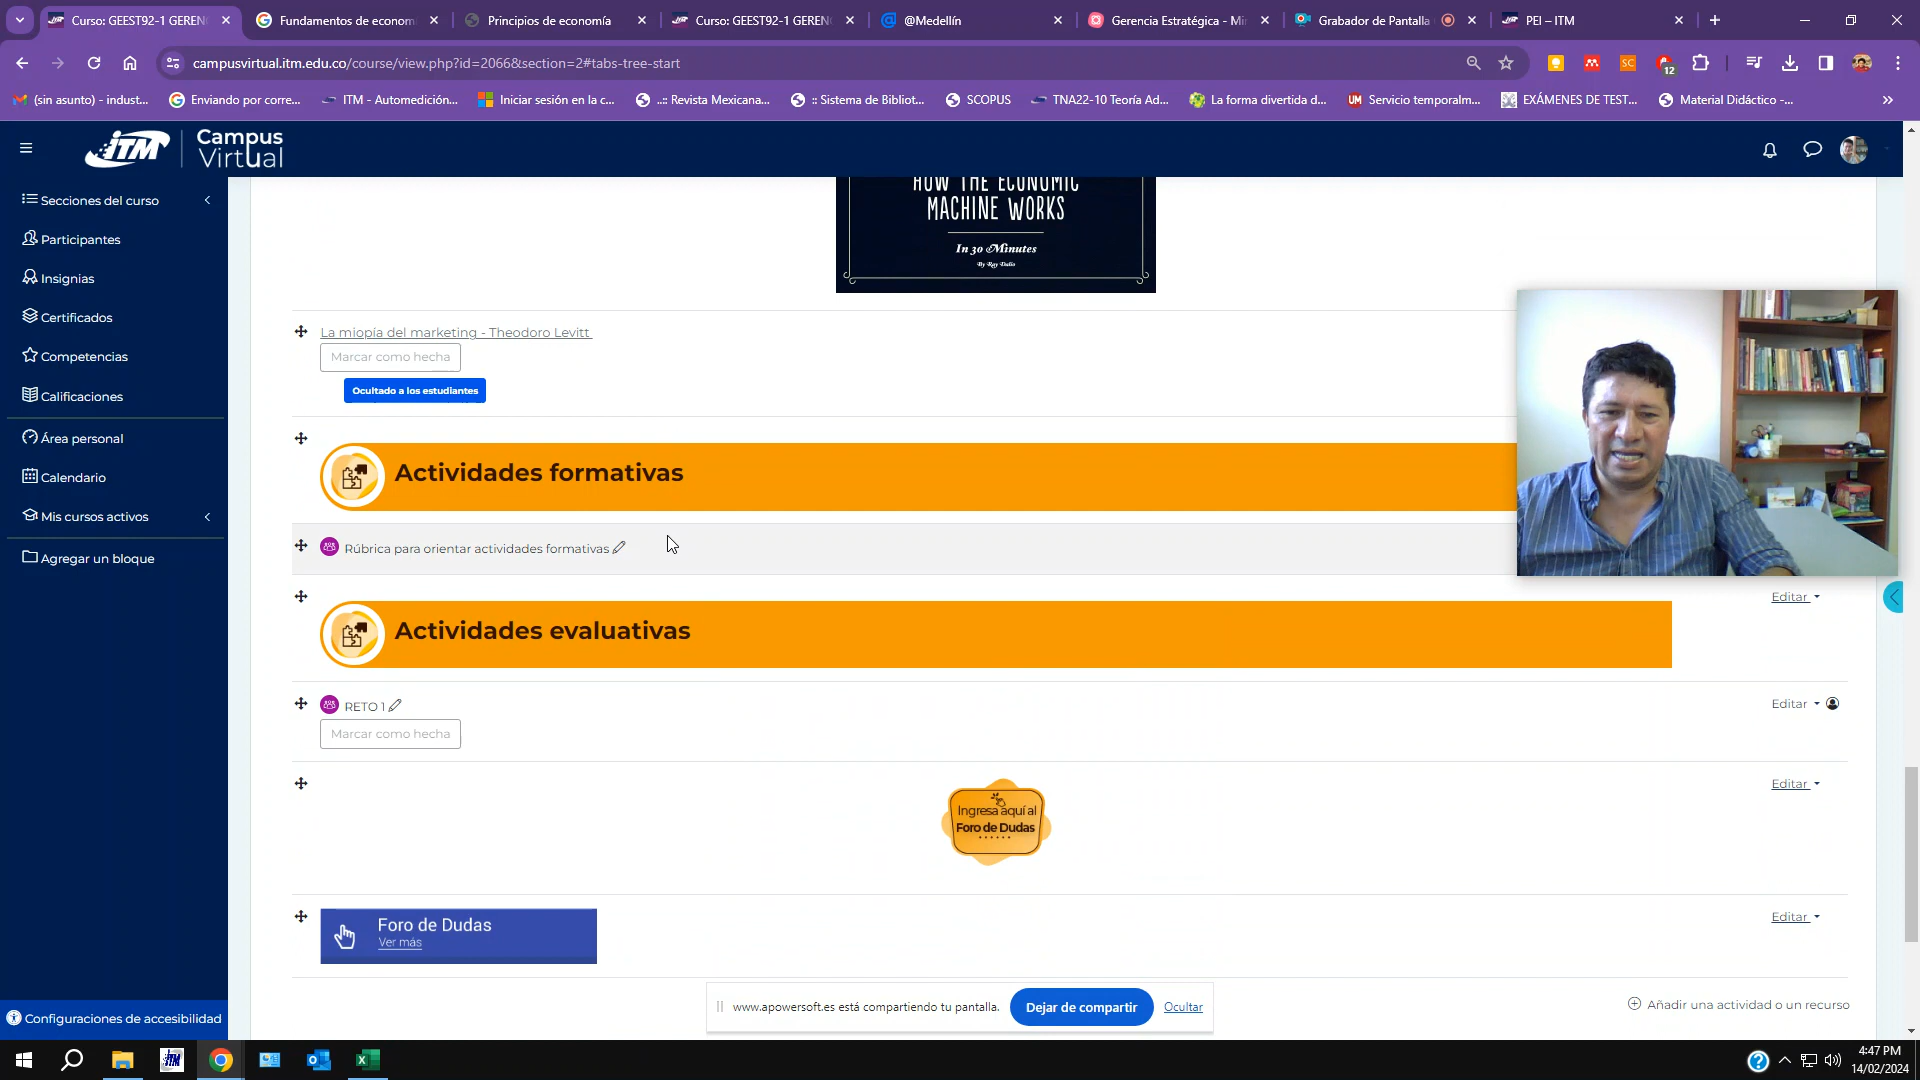 Curso: GEEST92-1 GEREN
Fundamentos de economí
Principios de economía
Curso: GEEST92-1 GEREN
@Medellín
Gerencia Estratégica - Mir
Grabador de Pantalla
PEI – ITM
campusvirtual.itm.edu.co/course/view.php?id=2066&section=2#tabs-tree-start
12
(sin asunto) - indust...
Enviando por corre...
ITM - Automedición...
Iniciar sesión en la c...
..:: Revista Mexicana...
:: Sistema de Bibliot...
SCOPUS
TNA22-10 Teoría Ad...
La forma divertida d...
Servicio temporalm...
EXÁMENES DE TEST...
Material Didáctico -...
iTM
Campus
Virtual
Secciones del curso
Participantes
Insignias
Certificados
Competencias
Calificaciones
Área personal
Calendario
Mis cursos activos
Agregar un bloque
Configuraciones de accesibilidad
HOW THE ECONOMIC
MACHINE WORKS
In 30 Minutes
By Ray Dalio
La miopía del marketing - Theodoro Levitt
Marcar como hecha
Ocultado a los estudiantes
Actividades formativas
Rúbrica para orientar actividades formativas
Editar
Actividades evaluativas
RETO 1
Editar
Marcar como hecha
Editar
Ingresa aquí al
Foro de Dudas
Foro de Dudas
Ver más
Editar
Añadir una actividad o un recurso
www.apowersoft.es está compartiendo tu pantalla.
Dejar de compartir
Ocultar
4:47 PM
14/02/2024